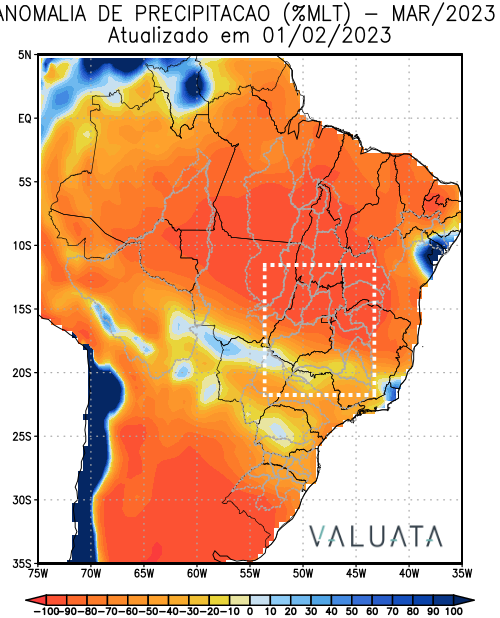 ANOMALIA DE PRECIPITACAO (%MLT) – MAR/2023
Atualizado em 01/02/2023
5N
EQ
5S
10S
15S
20S
25S
30S
35S
75W 70W 65W 60W 55W 50W 45W 40W 35W
VALUATA
-100 -90 -80 -70 -60 -50 -40 -30 -20 -10 0 10 20 30 40 50 60 70 80 90 100